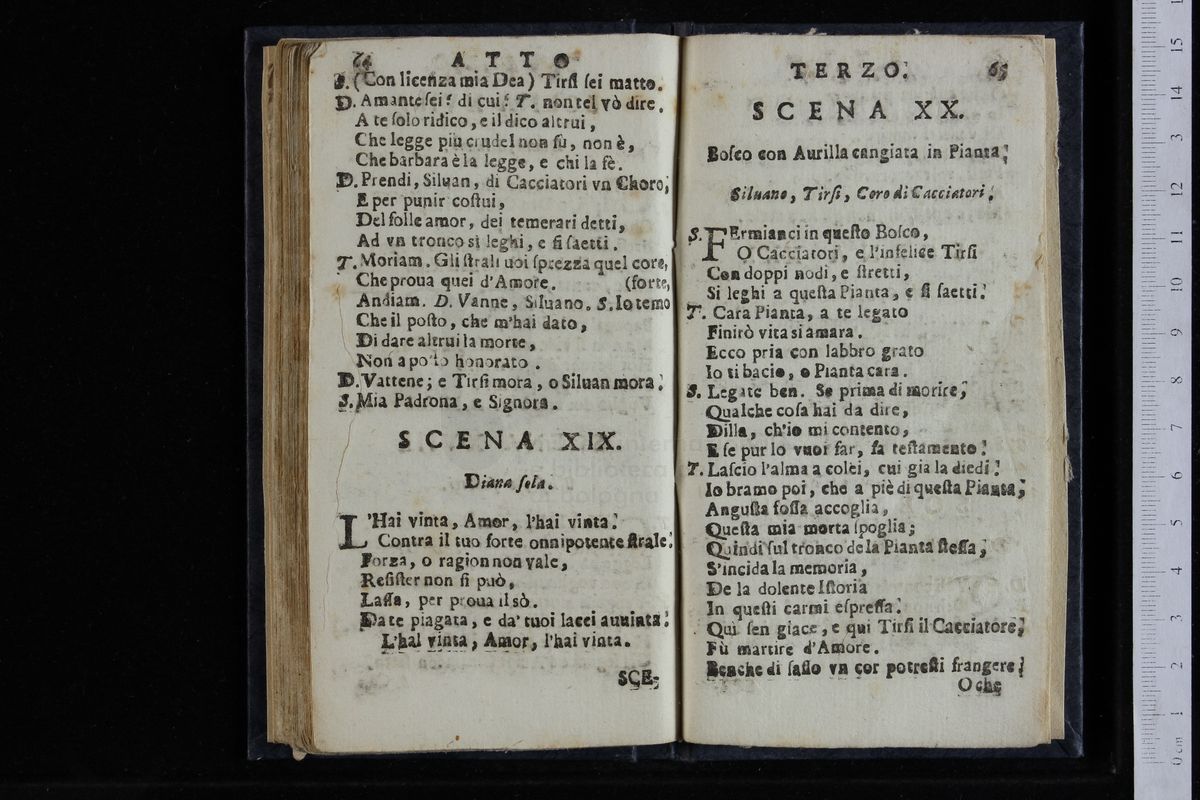 64 ATTO
S. (Con licenza mia Dea) Tirsi sei matto.
D. Amante sei? di cui? T. non tel vò dire.
A te solo ridico, e il dico altrui,
Che legge più crudel non fù, non è,
Che barbara è la legge, e chi la fè.
D. Prendi, Siluan, di Cacciatori vn Choro,
E per punir costui,
Del folle amor, dei temerari detti,
Ad vn tronco si leghi, e si saetti.
T. Moriam. Gli strali uoi sprezza quel core,
Che proua quei d'Amore. (forte,
Andiam. D. Vanne, Siluano. S. Io temo
Che il posto, che m'hai dato,
Di dare altrui la morte,
Non apo'to honorato.
D. Vattene; e Tirsi mora, o Siluan mora.
S. Mia Padrona, e Signora.
SCENA XIX.
Diana sola.
L'Hai vinta, Amor, l'hai vinta.
Contra il tuo forte onnipotente strale.
Forza, o ragion non vale,
Resister non si può,
Lassa, per proua il sò.
Da te piagata, e da' tuoi lacci auuinta.
L'hai vinta, Amor, l'hai vinta.
SCE-
TERZO. 65
SCENA XX.
Bosco con Aurilla cangiata in Pianta.
Siluano, Tirsi, Coro di Cacciatori.
S. FErmianci in questo Bosco,
O Cacciatori, e l'infelice Tirsi
Con doppi nodi, e stretti,
Si leghi a questa Pianta, e si saetti.
T. Cara Pianta, a te legato
Finirò vita si amara.
Ecco pria con labbro grato
Io ti bacio, o Pianta cara.
S. Legate ben. Se prima di morire,
Qualche cosa hai da dire,
Dilla, ch'io mi contento,
E se pur lo vuoi far, fa testamento.
T. Lascio l'alma a colei, cui gia la diedi.
Io bramo poi, che a piè di questa Pianta,
Angusta fossa accoglia,
Questa mia morta spoglia;
Quindi sul tronco de la Pianta stessa,
S'incida la memoria,
De la dolente Istoria
In questi carmi espressa.
Qui sen giace, e qui Tirsi il Cacciatore,
Fù martire d'Amore.
Benche di sasso vn cor potresti frangere,
O che